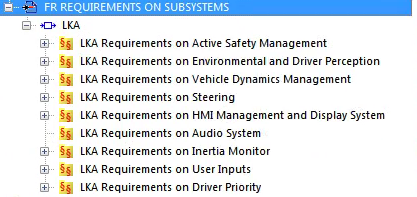 FR REQUIREMENTS ON SUBSYSTEMS
LKA
§§ LKA Requirements on Active Safety Management
§§ LKA Requirements on Environmental and Driver Perception
§§ LKA Requirements on Vehicle Dynamics Management
§§ LKA Requirements on Steering
§§ LKA Requirements on HMI Management and Display System
§§ LKA Requirements on Audio System
§§ LKA Requirements on Inertia Monitor
§§ LKA Requirements on User Inputs
§§ LKA Requirements on Driver Priority